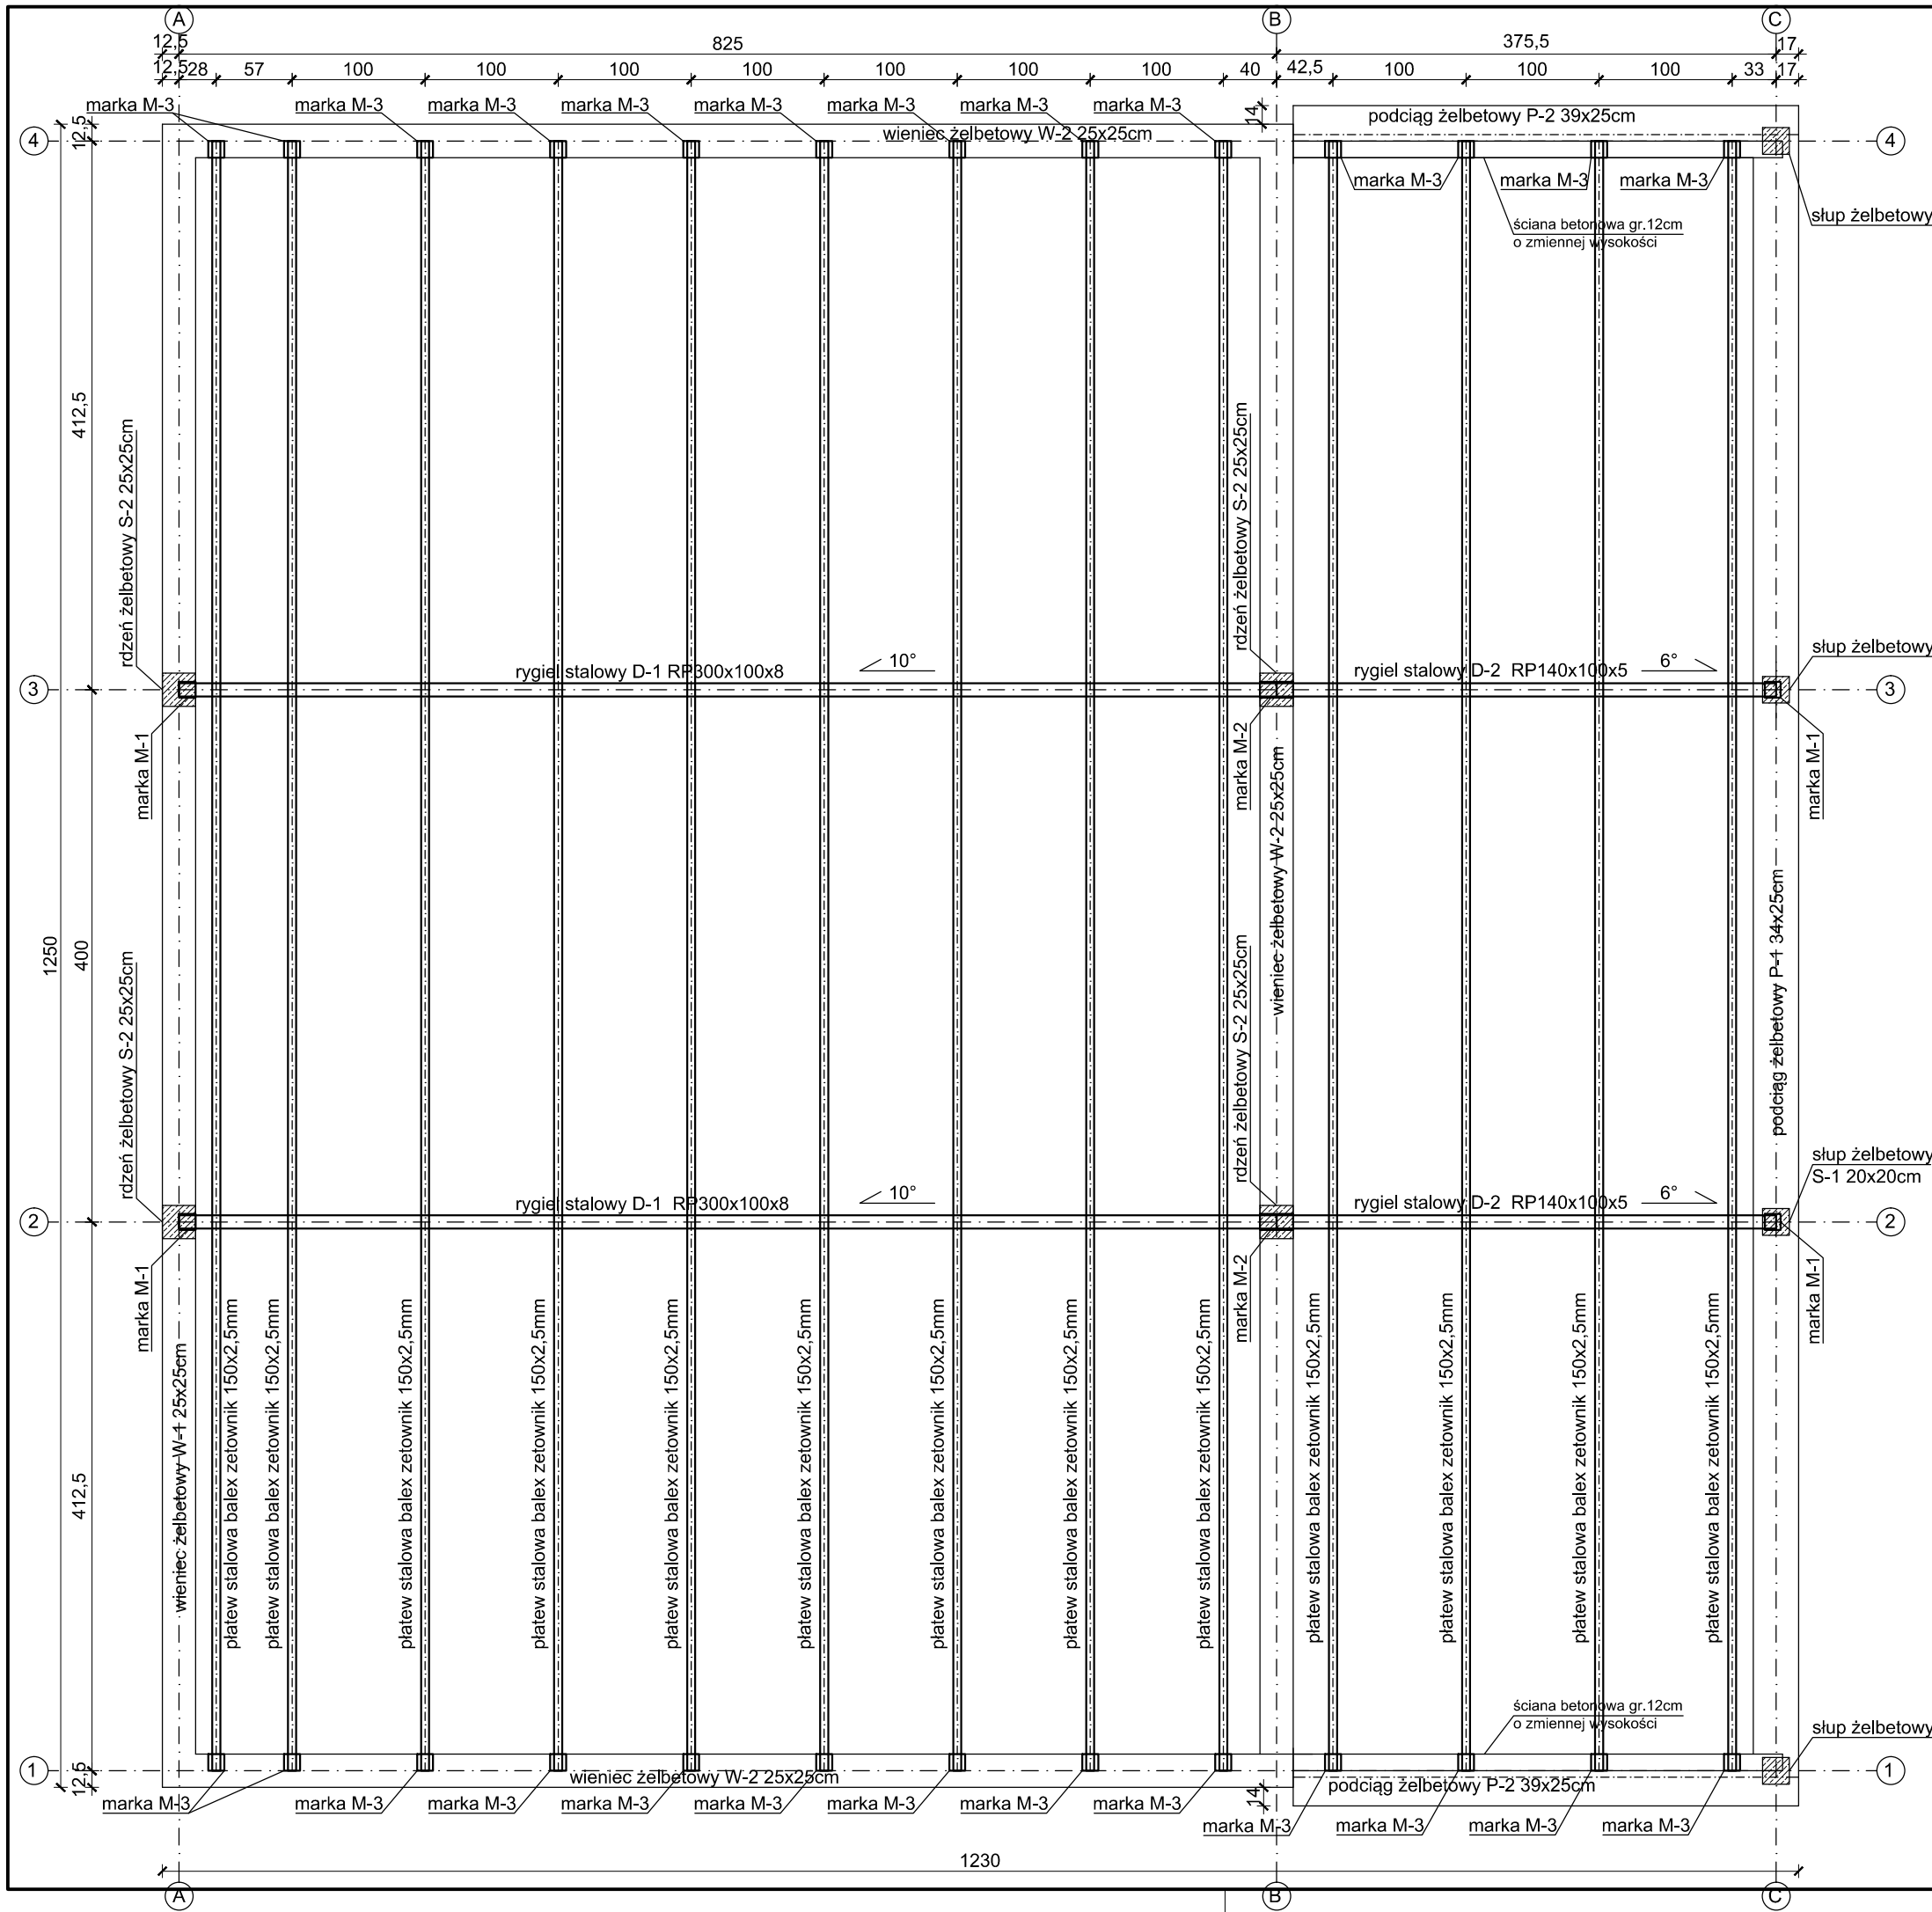 A
B
C
12,5
825
375,5
17
12,5
28
57
100
100
100
100
100
100
100
40
42,5
100
100
100
33
17
marka M-3
marka M-3
marka M-3
marka M-3
marka M-3
marka M-3
marka M-3
marka M-3
14
podciąg żelbetowy P-2 39x25cm
12,5
wieniec żelbetowy W-2 25x25cm
4
4
marka M-3
marka M-3
marka M-3
słup żelbetowy
ściana betonowa gr.12cm
o zmiennej wysokości
412,5
rdzeń żelbetowy S-2 25x25cm
rdzeń żelbetowy S-2 25x25cm
słup żelbetowy
rygiel stalowy D-1 RP300x100x8
10°
rygiel stalowy D-2 RP140x100x5
6°
3
3
marka M-1
marka M-2
marka M-1
wieniec żelbetowy W-2 25x25cm
podciąg żelbetowy P-1 34x25cm
1250
400
rdzeń żelbetowy S-2 25x25cm
rdzeń żelbetowy S-2 25x25cm
słup żelbetowy
S-1 20x20cm
rygiel stalowy D-1 RP300x100x8
10°
rygiel stalowy D-2 RP140x100x5
6°
2
2
marka M-1
marka M-2
marka M-1
412,5
wieniec żelbetowy W-1 25x25cm
płatew stalowa balex zetownik 150x2,5mm
płatew stalowa balex zetownik 150x2,5mm
płatew stalowa balex zetownik 150x2,5mm
płatew stalowa balex zetownik 150x2,5mm
płatew stalowa balex zetownik 150x2,5mm
płatew stalowa balex zetownik 150x2,5mm
płatew stalowa balex zetownik 150x2,5mm
płatew stalowa balex zetownik 150x2,5mm
płatew stalowa balex zetownik 150x2,5mm
płatew stalowa balex zetownik 150x2,5mm
płatew stalowa balex zetownik 150x2,5mm
płatew stalowa balex zetownik 150x2,5mm
płatew stalowa balex zetownik 150x2,5mm
ściana betonowa gr.12cm
o zmiennej wysokości
słup żelbetowy
1
1
12,5
wieniec żelbetowy W-2 25x25cm
podciąg żelbetowy P-2 39x25cm
14
marka M-3
marka M-3
marka M-3
marka M-3
marka M-3
marka M-3
marka M-3
marka M-3
marka M-3
marka M-3
marka M-3
marka M-3
1230
A
B
C